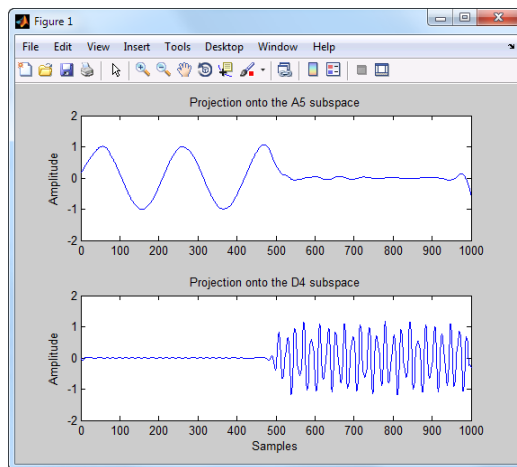 Figure 1
File Edit View Insert Tools Desktop Window Help
Projection onto the A5 subspace
2
1
0
-1
-2
Amplitude
0 100 200 300 400 500 600 700 800 900 1000
Projection onto the D4 subspace
2
1
0
-1
-2
Amplitude
0 100 200 300 400 500 600 700 800 900 1000
Samples